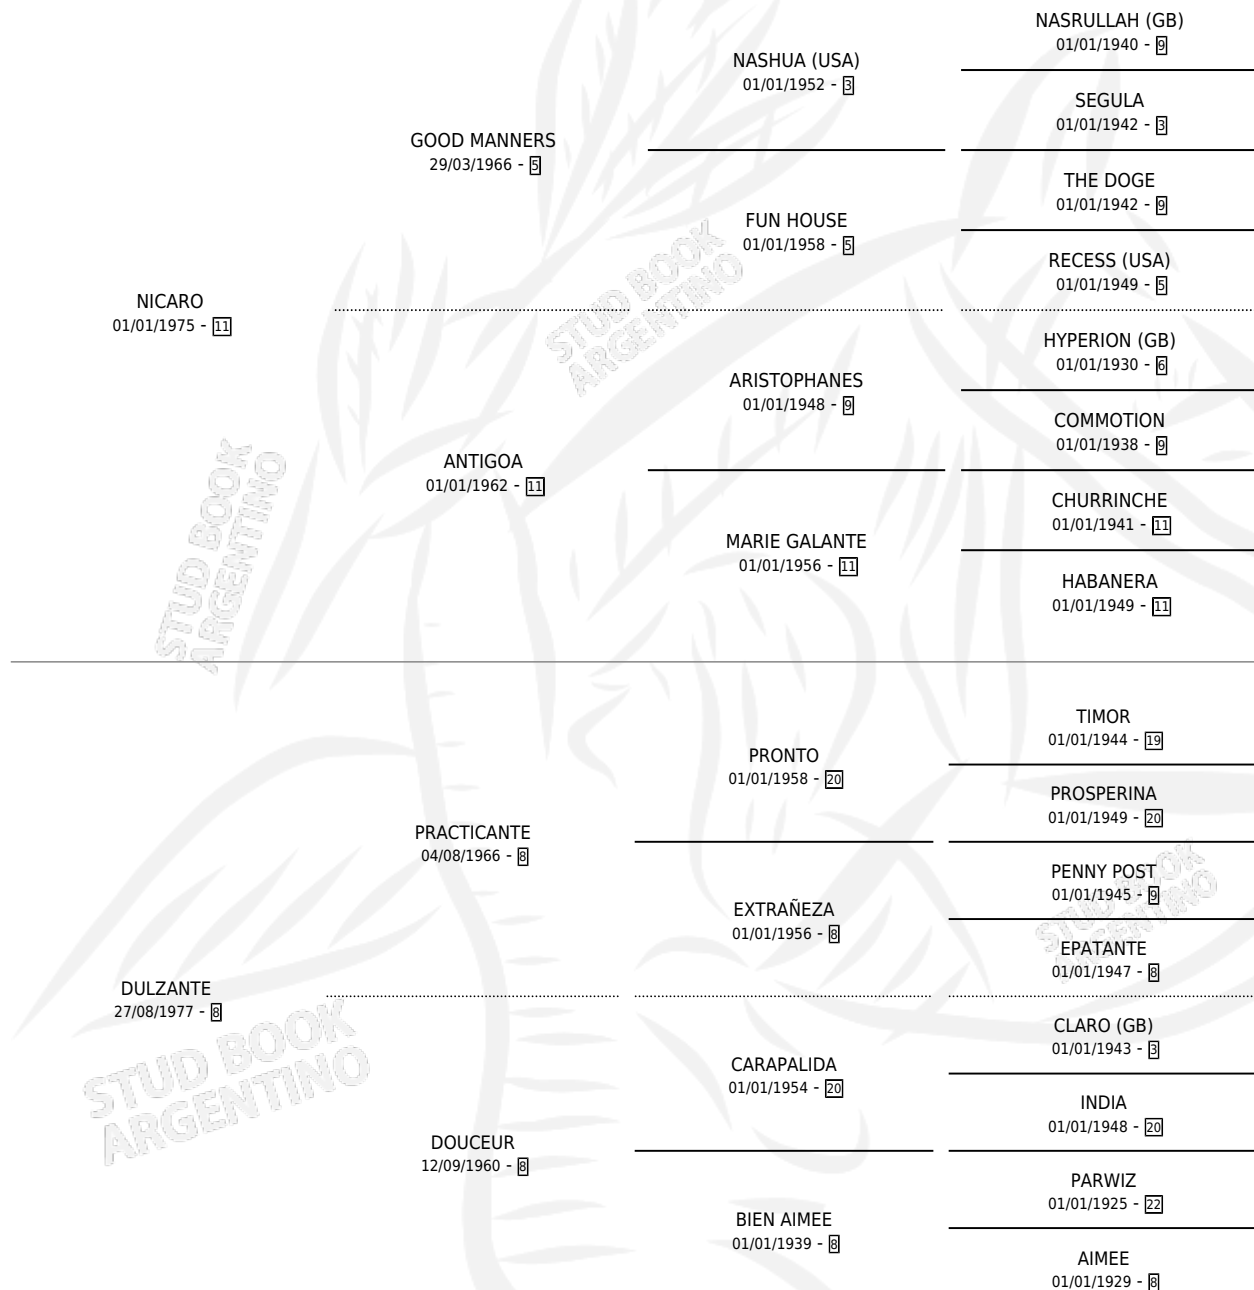 NASRULLAH (GB)
01/01/1940 - 9
NASHUA (USA)
01/01/1952 - 3
SEGULA
01/01/1942 - 3
GOOD MANNERS
29/03/1966 - 5
THE DOGE
01/01/1942 - 9
FUN HOUSE
01/01/1958 - 5
RECESS (USA)
01/01/1949 - 5
NICARO
01/01/1975 - 11
HYPERION (GB)
01/01/1930 - 6
ARISTOPHANES
01/01/1948 - 9
COMMOTION
01/01/1938 - 9
ANTIGOA
01/01/1962 - 11
CHURRINCHE
01/01/1941 - 11
MARIE GALANTE
01/01/1956 - 11
HABANERA
01/01/1949 - 11
TIMOR
01/01/1944 - 19
PRONTO
01/01/1958 - 20
PROSPERINA
01/01/1949 - 20
PRACTICANTE
04/08/1966 - 8
PENNY POST
01/01/1945 - 9
EXTRAÑEZA
01/01/1956 - 8
EPATANTE
01/01/1947 - 8
DULZANTE
27/08/1977 - 8
CLARO (GB)
01/01/1943 - 3
CARAPALIDA
01/01/1954 - 20
INDIA
01/01/1948 - 20
DOUCEUR
12/09/1960 - 8
PARWIZ
01/01/1925 - 22
BIEN AIMEE
01/01/1939 - 8
AIMEE
01/01/1929 - 8
STUD BOOK
ARGENTINO
STUD BOOK
ARGENTINO
STUD BOOK
ARGENTINO
STUD BOOK
ARGENTINO